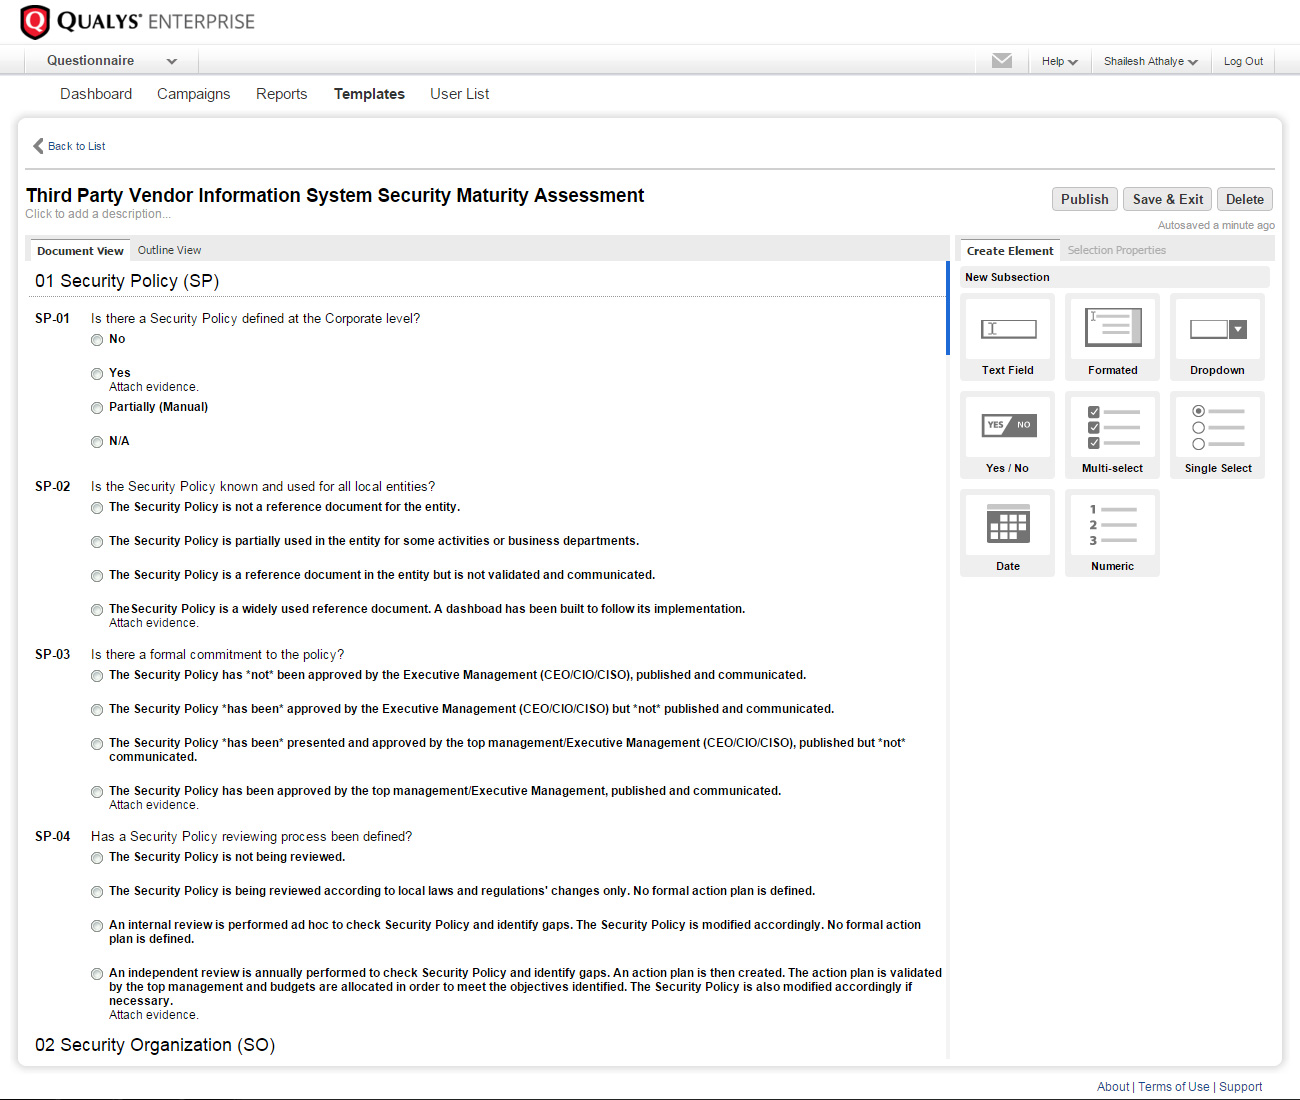 QUALYS® ENTERPRISE
Questionnaire
Help
Shailesh Athalye
Log Out
Dashboard Campaigns Reports Templates User List
Back to List
Third Party Vendor Information System Security Maturity Assessment
Click to add a description...
Publish Save & Exit Delete
Autosaved a minute ago
Document View Outline View
01 Security Policy (SP)
SP-01 Is there a Security Policy defined at the Corporate level?
No
Yes
Attach evidence.
Partially (Manual)
N/A
SP-02 Is the Security Policy known and used for all local entities?
The Security Policy is not a reference document for the entity.
The Security Policy is partially used in the entity for some activities or business departments.
The Security Policy is a reference document in the entity but is not validated and communicated.
TheSecurity Policy is a widely used reference document. A dashboad has been built to follow its implementation.
Attach evidence.
SP-03 Is there a formal commitment to the policy?
The Security Policy has *not* been approved by the Executive Management (CEO/CIO/CISO), published and communicated.
The Security Policy *has been* approved by the Executive Management (CEO/CIO/CISO) but *not* published and communicated.
The Security Policy *has been* presented and approved by the top management/Executive Management (CEO/CIO/CISO), published but *not*
communicated.
The Security Policy has been approved by the top management/Executive Management, published and communicated.
Attach evidence.
SP-04 Has a Security Policy reviewing process been defined?
The Security Policy is not being reviewed.
The Security Policy is being reviewed according to local laws and regulations' changes only. No formal action plan is defined.
An internal review is performed ad hoc to check Security Policy and identify gaps. The Security Policy is modified accordingly. No formal action
plan is defined.
An independent review is annually performed to check Security Policy and identify gaps. An action plan is then created. The action plan is validated
by the top management and budgets are allocated in order to meet the objectives identified. The Security Policy is also modified accordingly if
necessary.
Attach evidence.
02 Security Organization (SO)
Create Element Selection Properties
New Subsection
Text Field Formated Dropdown
YES NO
Yes / No Multi-select Single Select
1
2
3
Date Numeric
About | Terms of Use | Support